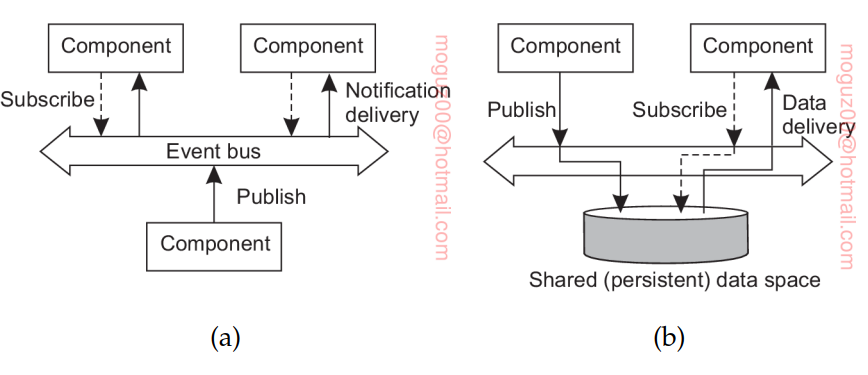 Component
Component
Subscribe
Notification
delivery
Event bus
Publish
Component
(a)
moguz00@hotmail.com
Component
Component
Publish
Subscribe
Data
delivery
Shared (persistent) data space
(b)
moguz00@hotmail.com